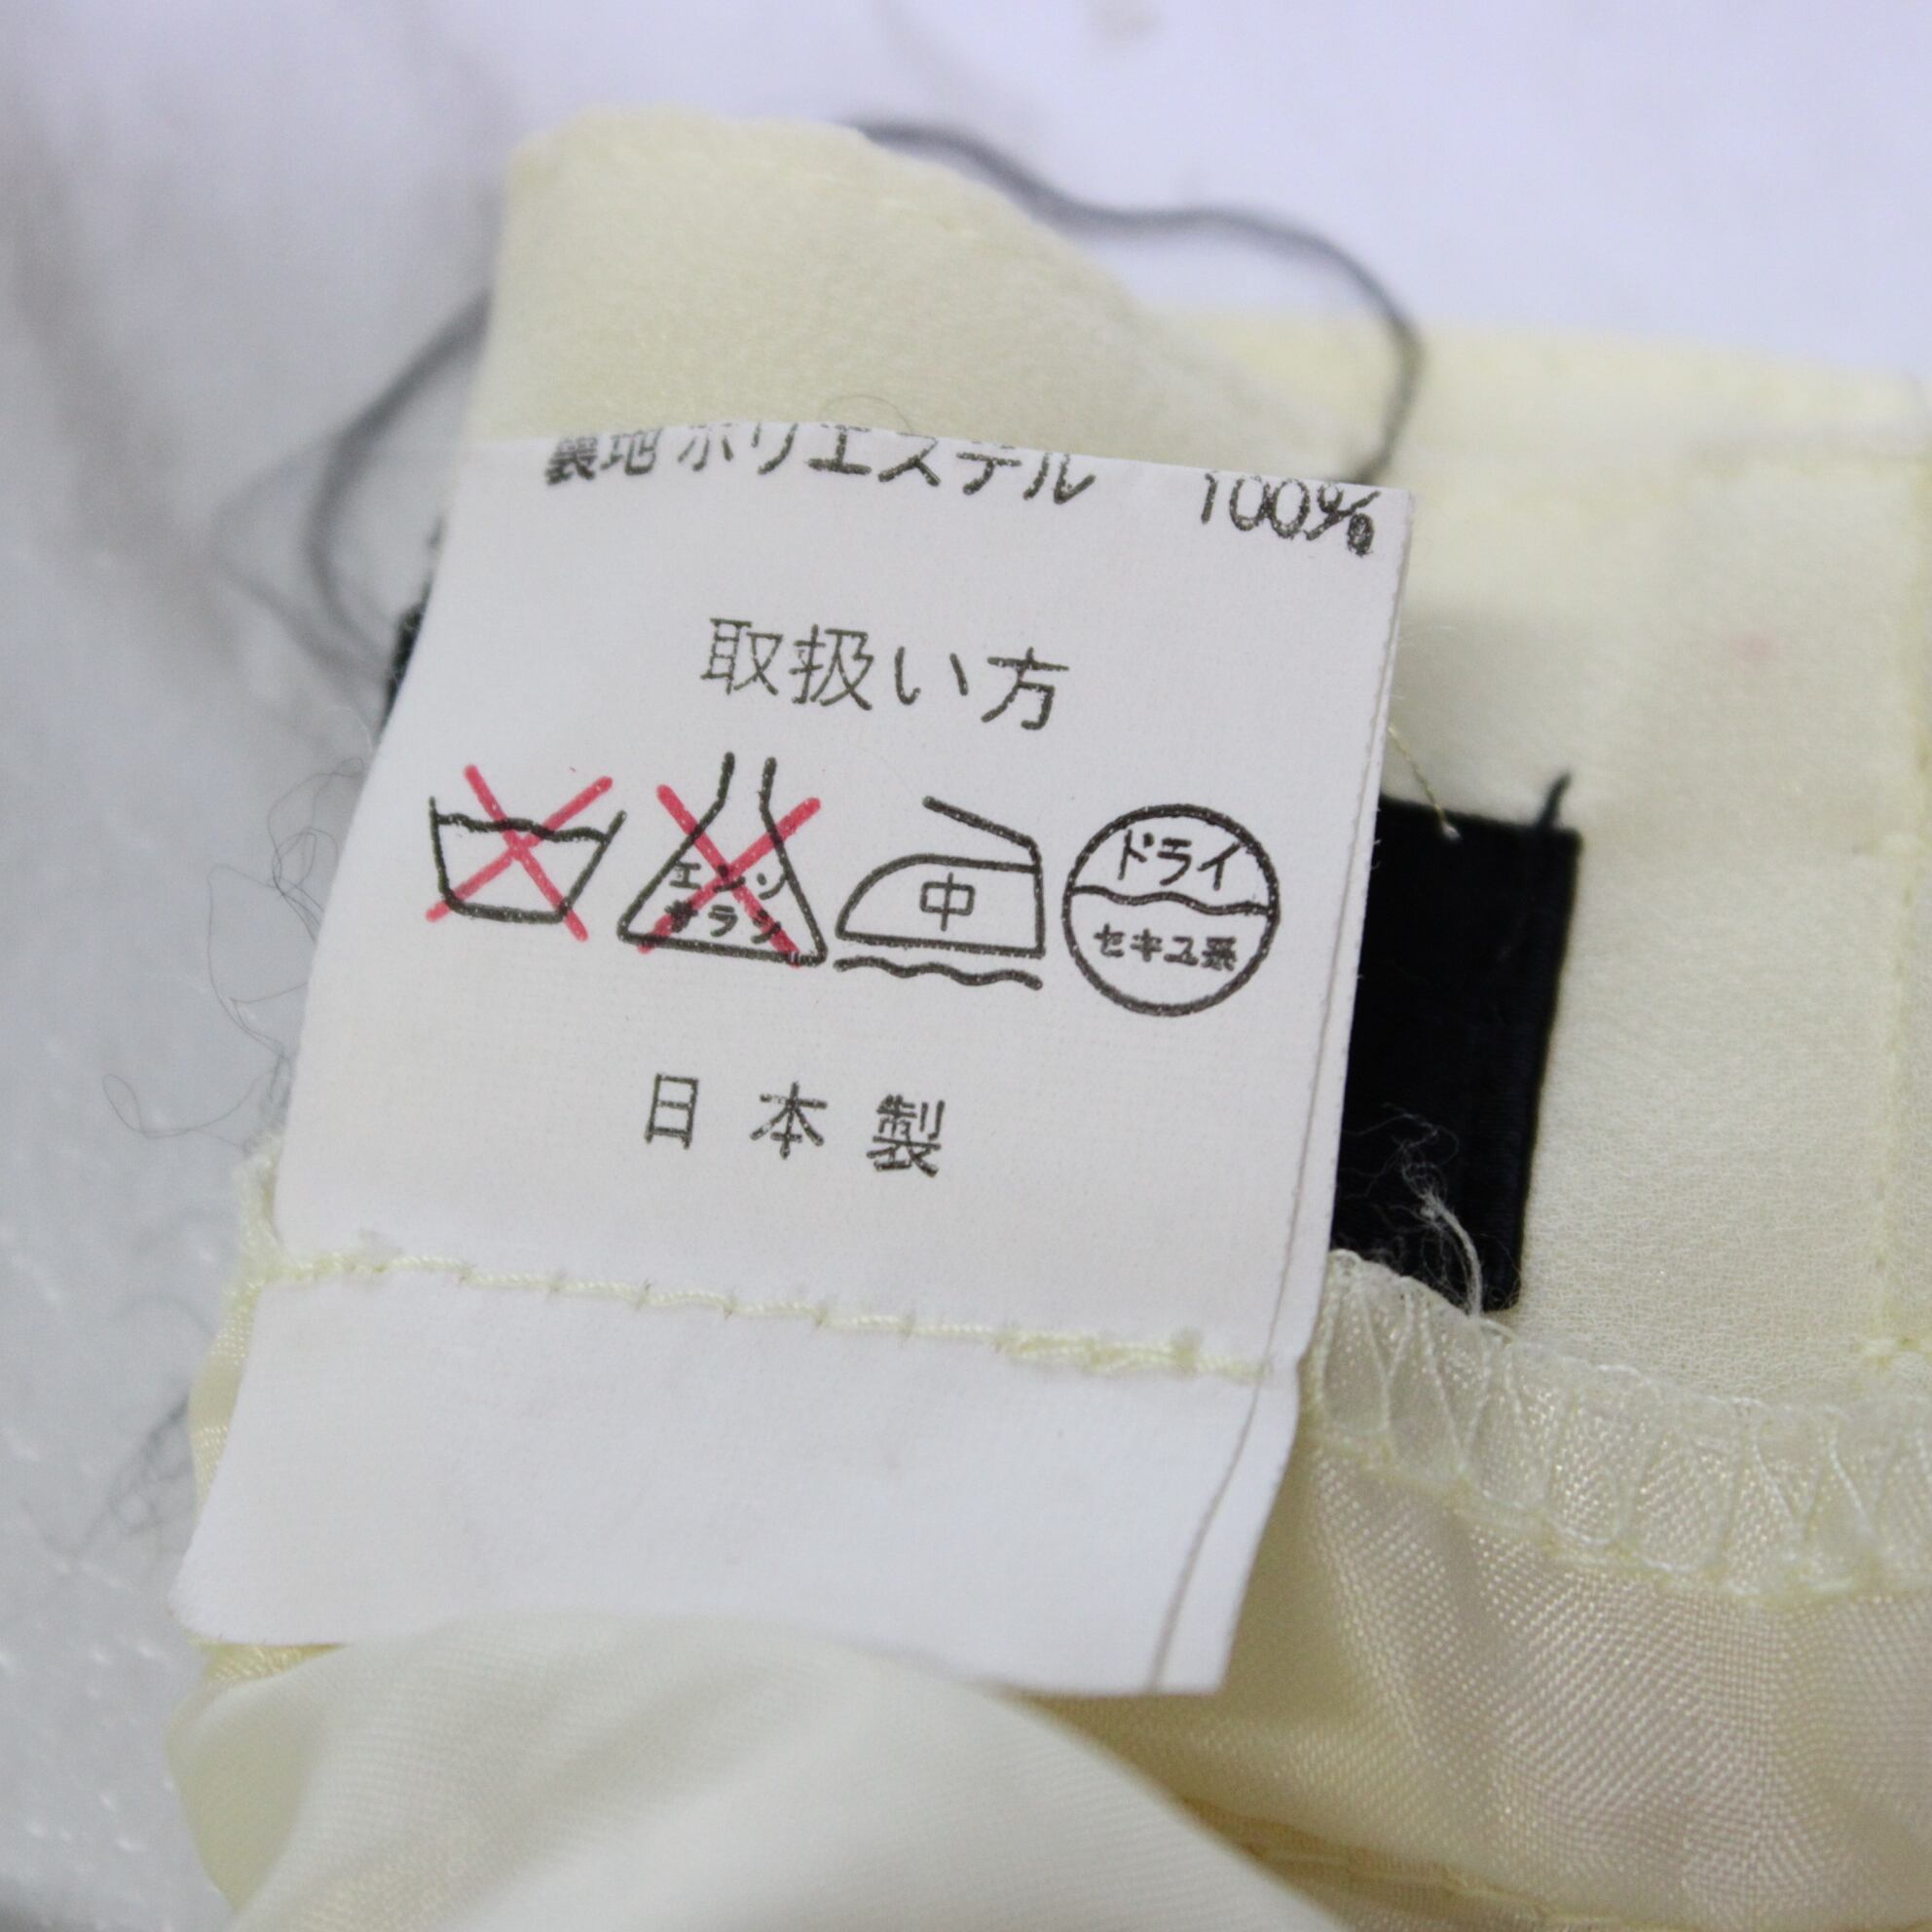 裏地 ポリエステル 100%
取扱い方
エンソ
サラシ
中
ドライ
セキユ系
日本製